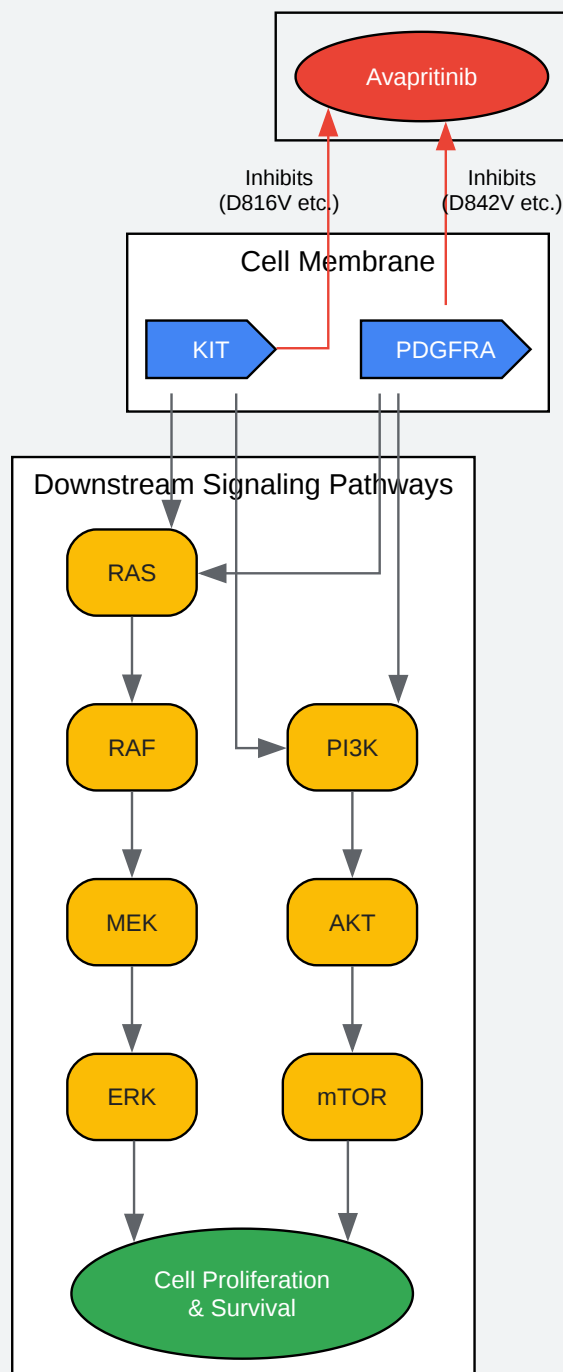 Avapritinib
Inhibits
(D816V etc.)
Inhibits
(D842V etc.)
Cell Membrane
KIT
PDGFRA
Downstream Signaling Pathways
RAS
RAF
PI3K
MEK
AKT
ERK
mTOR
Cell Proliferation
& Survival